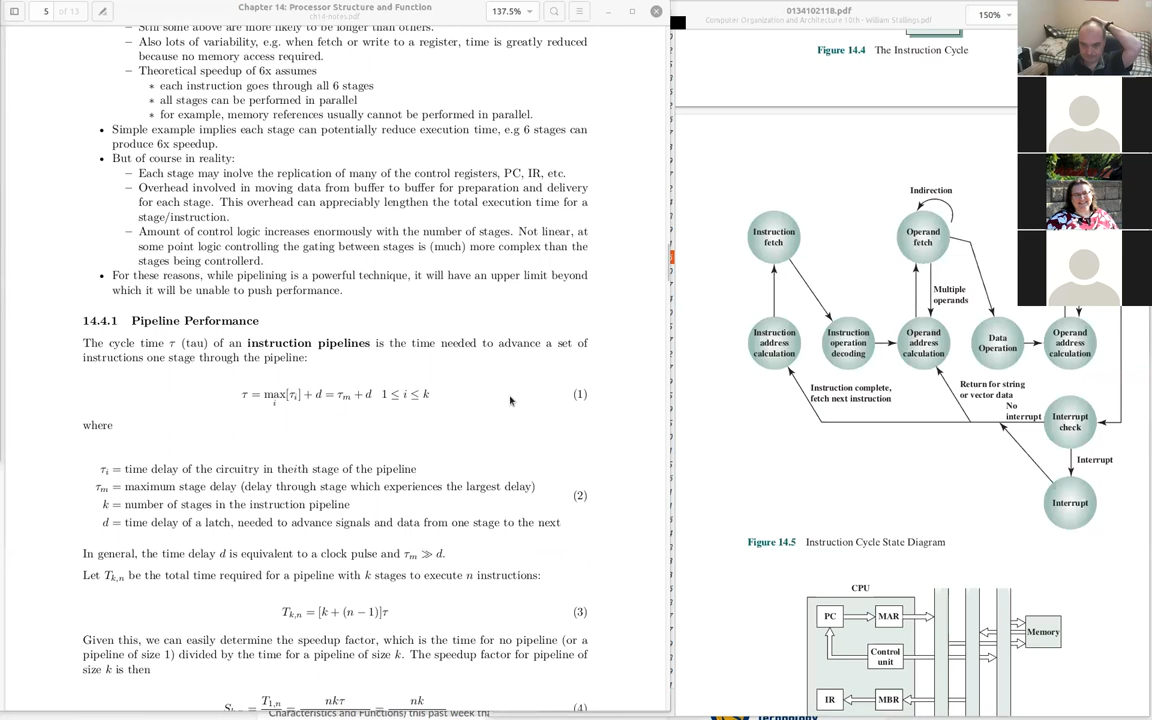 5 of 13
Chapter 14: Processor Structure and Function
ch14-notes.pdf
137.5%
– Still some above are more likely to be longer than others.
– Also lots of variability, e.g. when fetch or write to a register, time is greatly reduced
because no memory access required.
– Theoretical speedup of 6x assumes
∗ each instruction goes through all 6 stages
∗ all stages can be performed in parallel
∗ for example, memory references usually cannot be performed in parallel.
• Simple example implies each stage can potentially reduce execution time, e.g 6 stages can
produce 6x speedup.
• But of course in reality:
– Each stage may inolve the replication of many of the control registers, PC, IR, etc.
– Overhead involved in moving data from buffer to buffer for preparation and delivery
for each stage. This overhead can appreciably lengthen the total execution time for a
stage/instruction.
– Amount of control logic increases enormously with the number of stages. Not linear, at
some point logic controlling the gating between stages is (much) more complex than the
stages being controllerd.
• For these reasons, while pipelining is a powerful technique, it will have an upper limit beyond
which it will be unable to push performance.
14.4.1 Pipeline Performance
The cycle time τ (tau) of an instruction pipelines is the time needed to advance a set of
instructions one stage through the pipeline:
τ = max[τi] + d = τm + d 1 ≤ i ≤ k (1)
i
where
τi = time delay of the circuitry in theith stage of the pipeline
τm = maximum stage delay (delay through stage which experiences the largest delay)
(2)
k = number of stages in the instruction pipeline
d = time delay of a latch, needed to advance signals and data from one stage to the next
In general, the time delay d is equivalent to a clock pulse and τm ≫ d.
Let Tk,n be the total time required for a pipeline with k stages to execute n instructions:
Tk,n = [k + (n − 1)]τ (3)
Given this, we can easily determine the speedup factor, which is the time for no pipeline (or a
pipeline of size 1) divided by the time for a pipeline of size k. The speedup factor for pipeline of
size k is then
T1,n nkτ nk
Characteristics and Functions) this past week
0134102118.pdf
Computer Organization and Architecture 10th - William Stallings.pdf
150%
Figure 14.4 The Instruction Cycle
Indirection
Instruction
fetch
Operand
fetch
Multiple
operands
Instruction
address
calculation
Instruction
operation
decoding
Operand
address
calculation
Data
Operation
Operand
address
calculation
Instruction complete,
fetch next instruction
Return for string
or vector data
No
interrupt
Interrupt
check
Interrupt
Interrupt
Figure 14.5 Instruction Cycle State Diagram
CPU
PC
MAR
Memory
Control
unit
IR
MBR